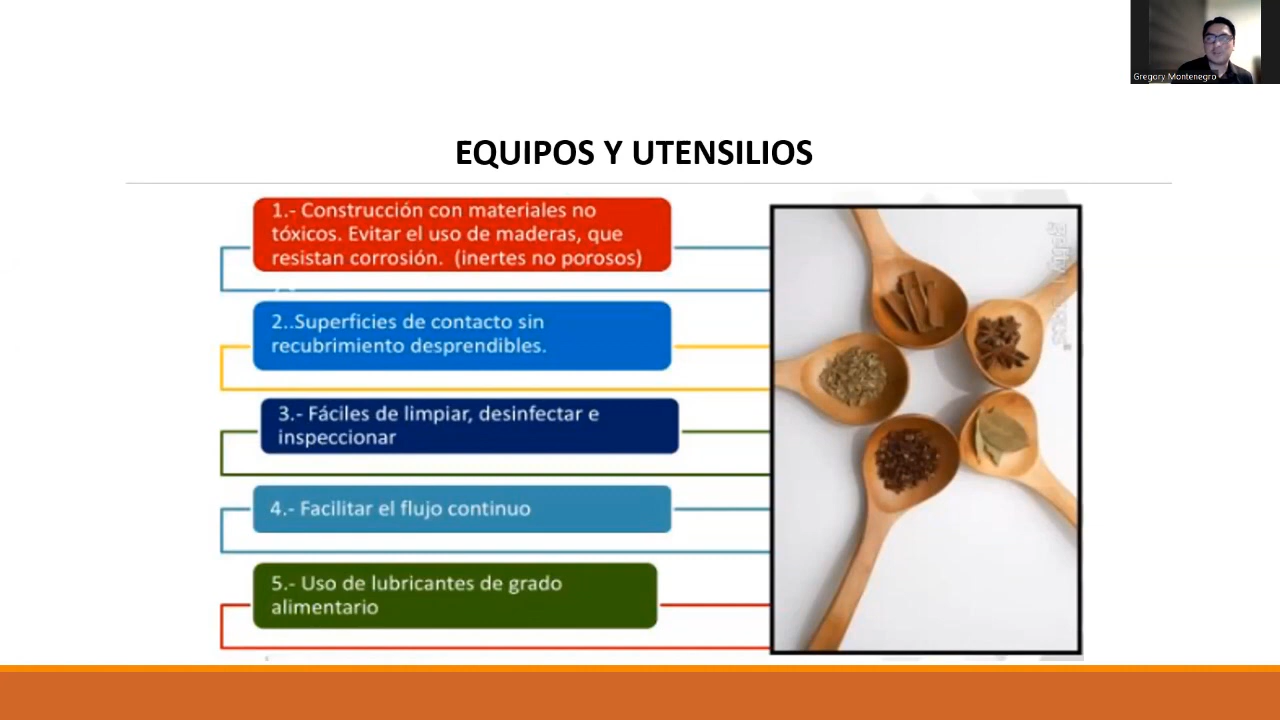 Gregory Montenegro
EQUIPOS Y UTENSILIOS
1.- Construcción con materiales no
tóxicos. Evitar el uso de maderas, que
resistan corrosión. (inertes no porosos)
2..Superficies de contacto sin
recubrimiento desprendibles.
3.- Fáciles de limpiar, desinfectar e
inspeccionar
4.- Facilitar el flujo continuo
5.- Uso de lubricantes de grado
alimentario